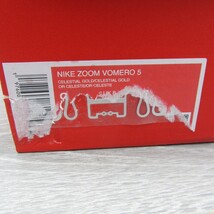 NIKE ZOOM VOMERO 5
CELESTIAL GOLD/CELESTIAL GOLD
OR CELESTE/OR CELESTE